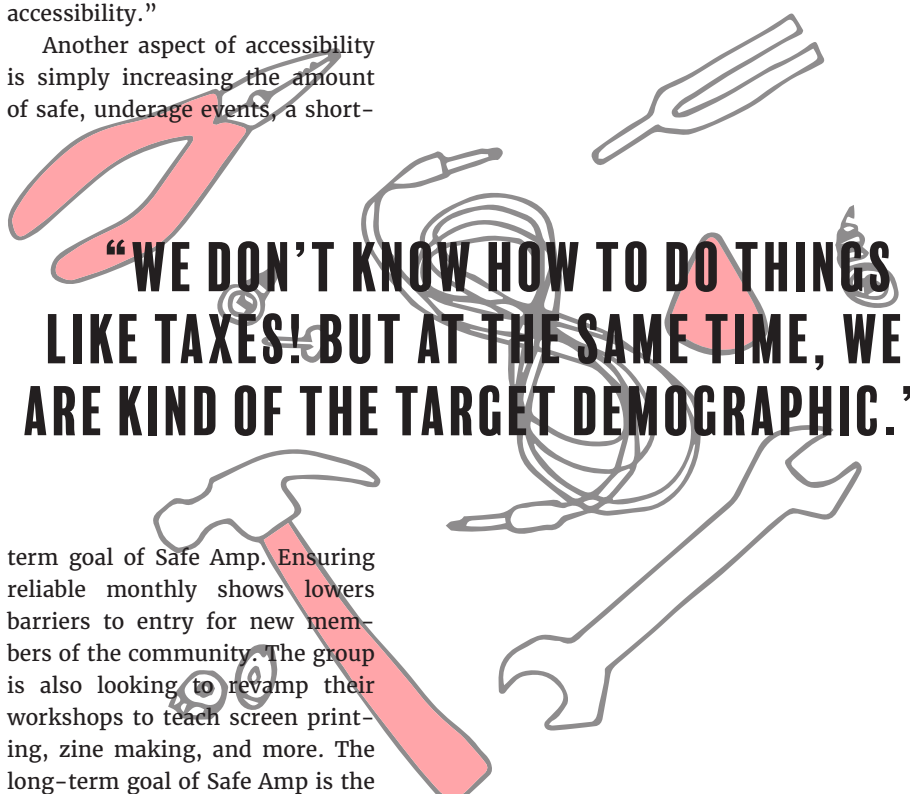 accessibility.”
Another aspect of accessibility
is simply increasing the amount
of safe, underage events, a short-
“WE DON’T KNOW HOW TO DO THINGS
LIKE TAXES! BUT AT THE SAME TIME, WE
ARE KIND OF THE TARGET DEMOGRAPHIC.”
term goal of Safe Amp. Ensuring
reliable monthly shows lowers
barriers to entry for new mem-
bers of the community. The group
is also looking to revamp their
workshops to teach screen print-
ing, zine making, and more. The
long-term goal of Safe Amp is the